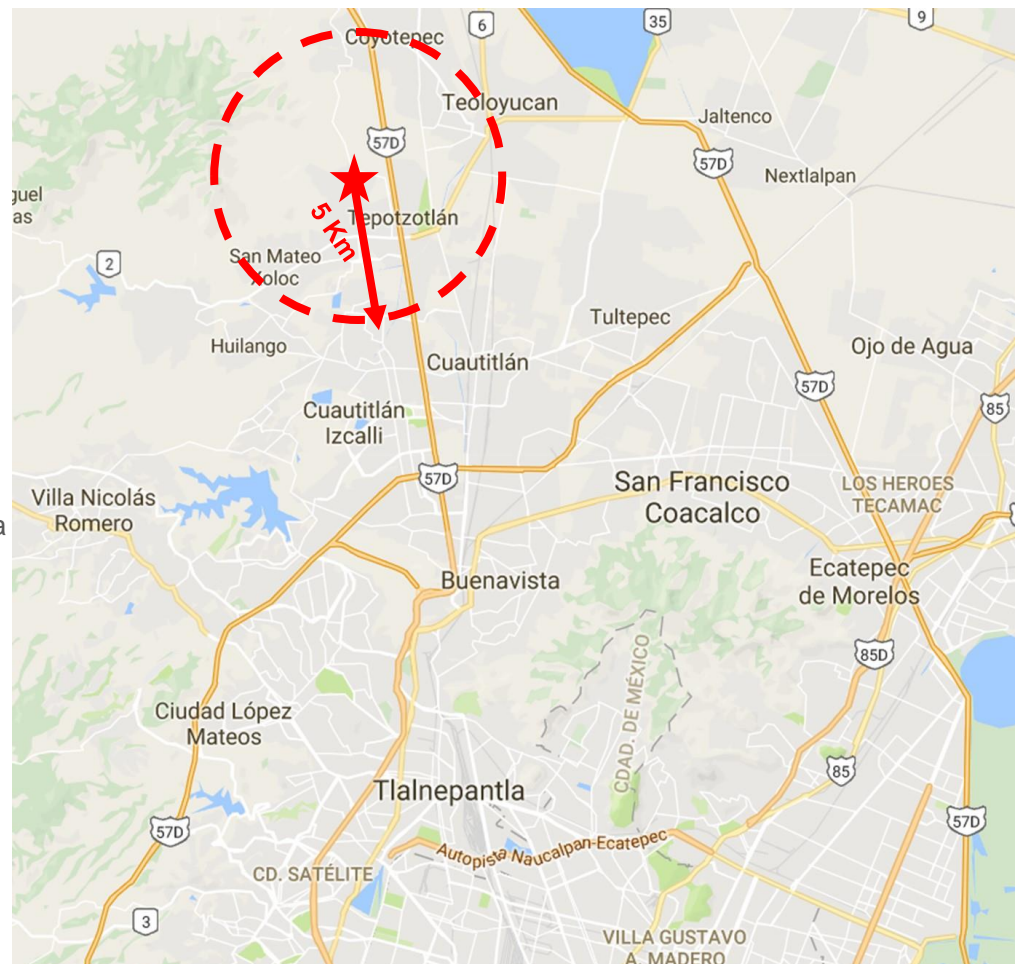 Coyotepec
6
35
9
Teoloyucan
Jaltenco
57D
57D
Nextlalpan
guel
as
5 Km
Tepotzotlán
San Mateo
Xoloc
2
Tultepec
Huilango
Ojo de Agua
Cuautitlán
57D
85
Cuautitlán
Izcalli
57D
San Francisco
Coacalco
LOS HEROES
TECAMAC
Villa Nicolás
Romero
a
Buenavista
Ecatepec
de Morelos
CDAD. DE MÉXICO
85D
Ciudad López
Mateos
85
Tlalnepantla
57D
57D
Autopista Naucalpan-Ecatepec
CD. SATÉLITE
3
VILLA GUSTAVO
A. MADERO